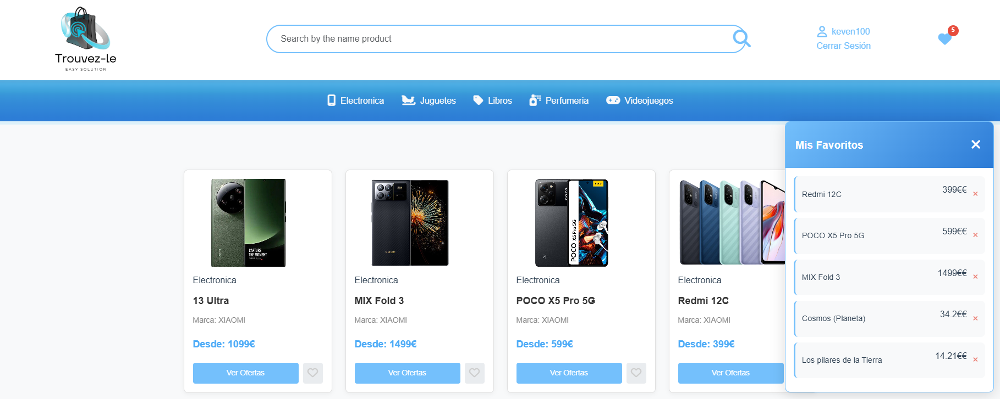 Trouvez-le
EASY SOLUTION
Search by the name product
keven100
Cerrar Sesión
5
Electronica
Juguetes
Libros
Perfumeria
Videojuegos
Mis Favoritos
Redmi 12C
399€€
POCO X5 Pro 5G
599€€
MIX Fold 3
1499€€
Cosmos (Planeta)
34.2€€
Los pilares de la Tierra
14.21€€
CAPTURE
THE MOMENT
Electronica
13 Ultra
Marca: XIAOMI
Desde: 1099€
Ver Ofertas
XIAOMI
Electronica
MIX Fold 3
Marca: XIAOMI
Desde: 1499€
Ver Ofertas
POCO
POCO X5 Pro 5G
Electronica
POCO X5 Pro 5G
Marca: XIAOMI
Desde: 599€
Ver Ofertas
Electronica
Redmi 12C
Marca: XIAOMI
Desde: 399€
Ver Ofertas